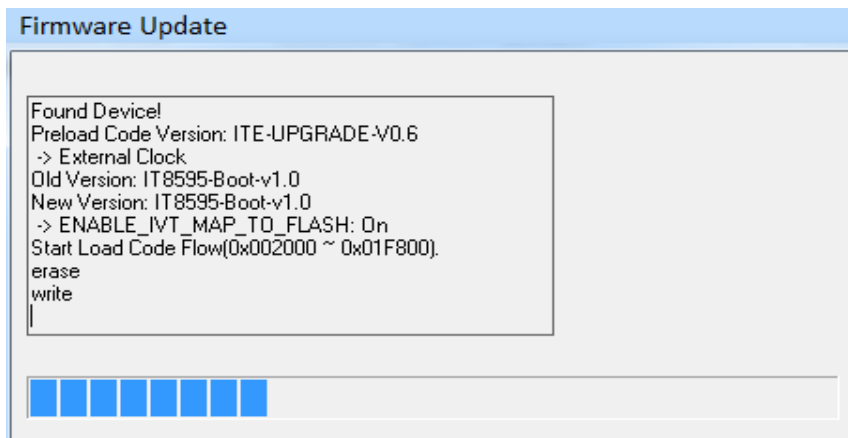 Firmware Update
Found Device!
Preload Code Version: ITE-UPGRADE-V0.6
-> External Clock
Old Version: IT8595-Boot-v1.0
New Version: IT8595-Boot-v1.0
-> ENABLE_IVT_MAP_TO_FLASH: On
Start Load Code Flow(0x002000 ~ 0x01F800).
erase
write